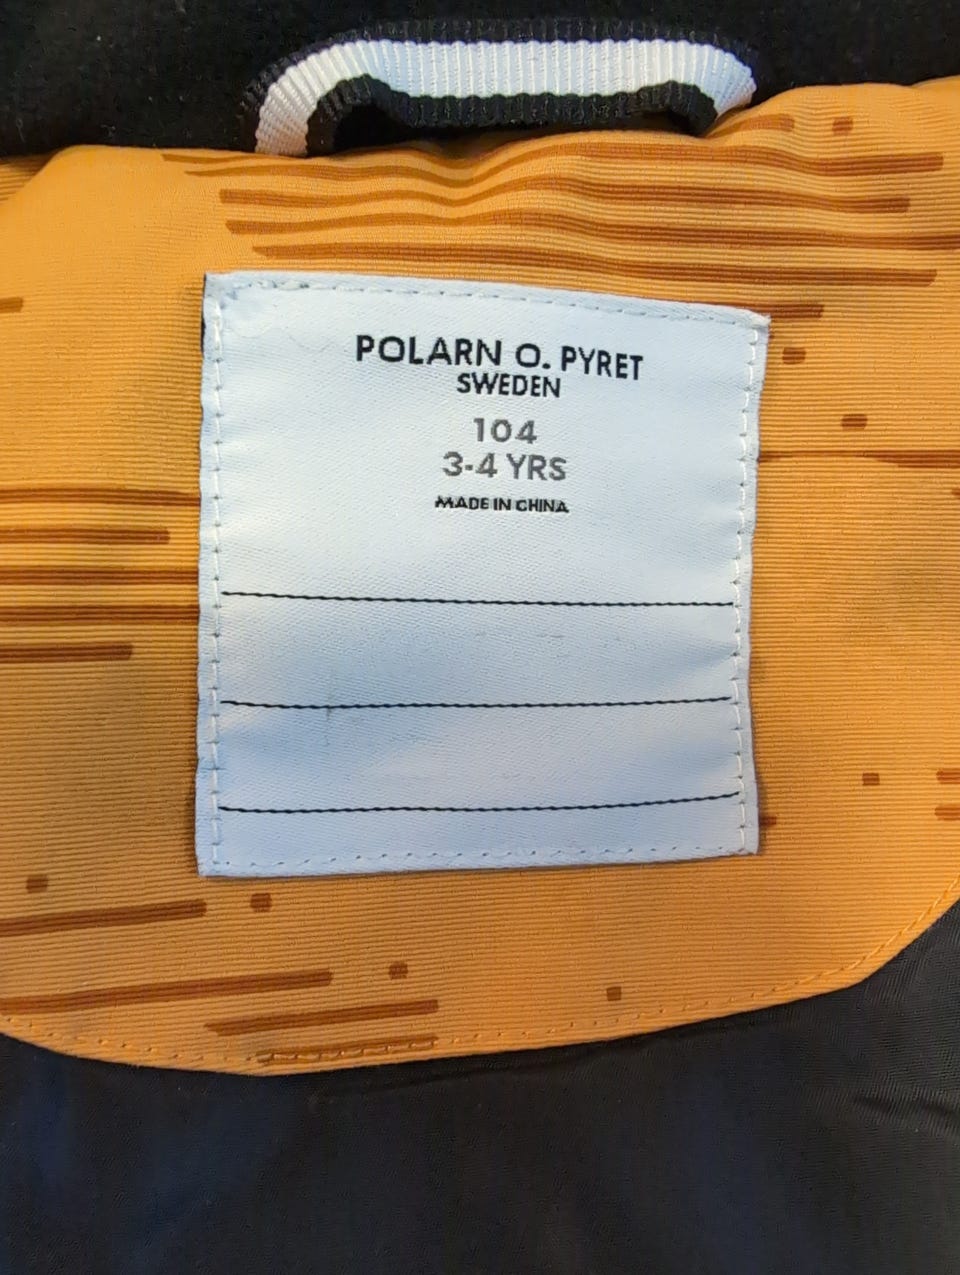 POLARN O. PYRET
SWEDEN
104
3-4 YRS
MADE IN CHINA